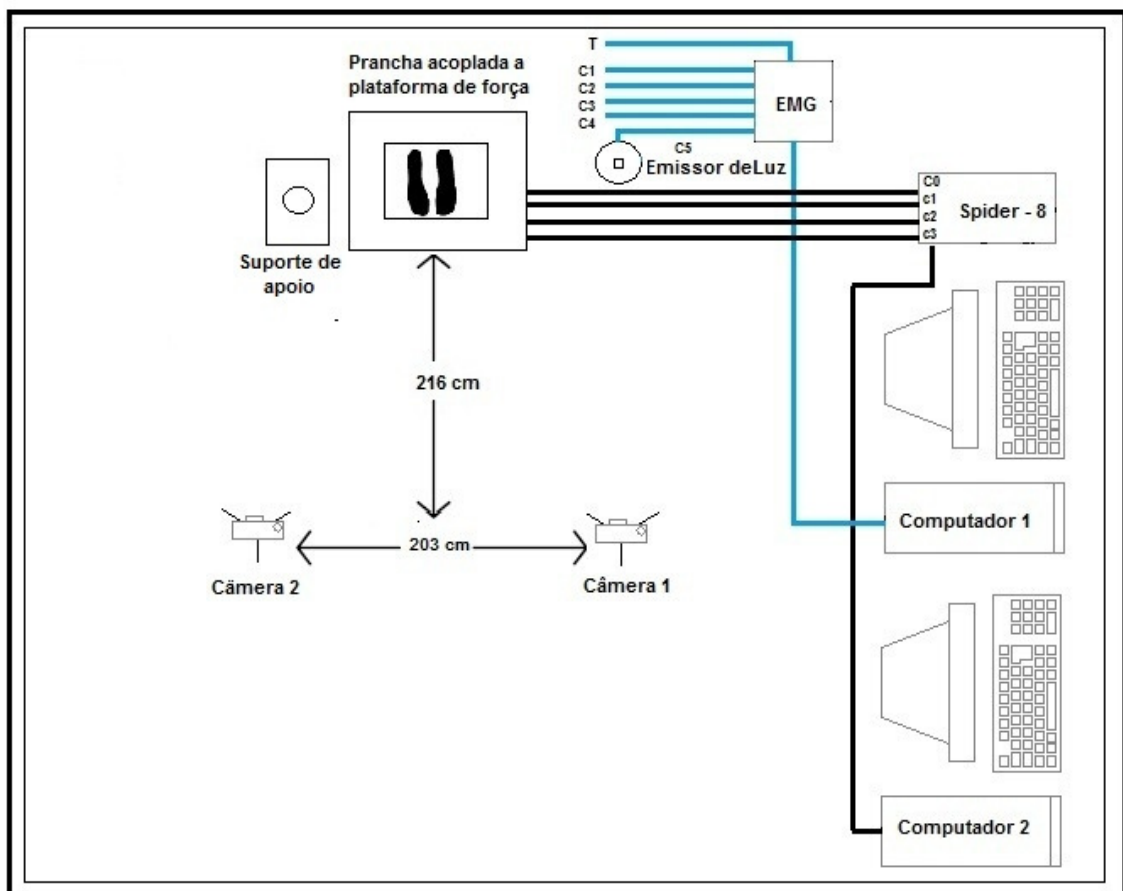 T
C1
C2
C3
C4
C5
EMG
Prancha acoplada a
plataforma de força
Emissor deLuz
C0
c1
c2
c3
Spider - 8
Suporte de
apoio
216 cm
203 cm
Cämera 2
Câmera 1
Computador 1
Computador 2